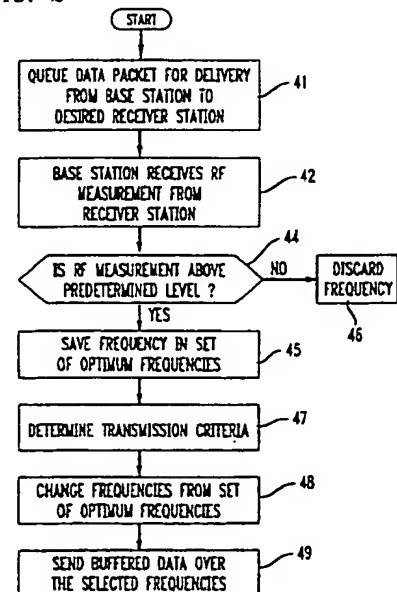 START
QUEUE DATA PACKET FOR DELIVERY
FROM BASE STATION TO
DESIRED RECEIVER STATION
41
BASE STATION RECEIVES RF
MEASUREMENT FROM
RECEIVER STATION
42
44
IS RF MEASUREMENT ABOVE
PREDETERMINED LEVEL ?
NO
DISCARD
FREQUENCY
46
YES
SAVE FREQUENCY IN SET
OF OPTIMUM FREQUENCIES
45
DETERMINE TRANSMISSION CRITERIA
47
CHANGE FREQUENCIES FROM SET
OF OPTIMUM FREQUENCIES
48
SEND BUFFERED DATA OVER
THE SELECTED FREQUENCIES
49